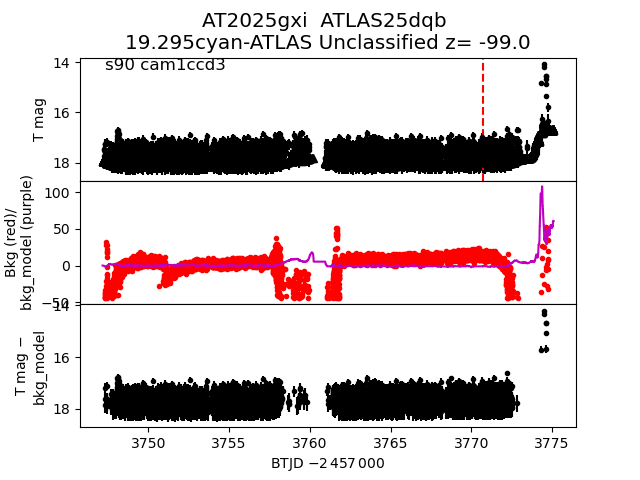 AT2025gxi  ATLAS25dqb
19.295cyan-ATLAS Unclassified z= -99.0
s90 cam1ccd3
T mag
14
16
18
Bkg (red)/
bkg_model (purple)
100
50
0
−50
T mag −
bkg_model
14
16
18
3750
3755
3760
3765
3770
3775
BTJD −2 457 000